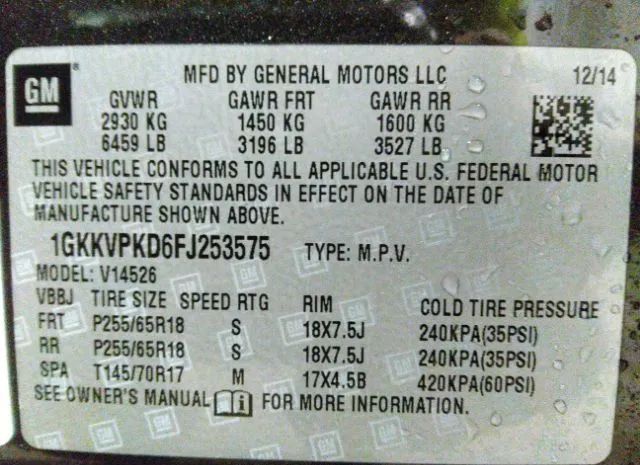 GM
MFD BY GENERAL MOTORS LLC 12/14
GVWR GAWR FRT GAWR RR
2930 KG 1450 KG 1600 KG
6459 LB 3196 LB 3527 LB
THIS VEHICLE CONFORMS TO ALL APPLICABLE U.S. FEDERAL MOTOR
VEHICLE SAFETY STANDARDS IN EFFECT ON THE DATE OF
MANUFACTURE SHOWN ABOVE.
1GKKVPKD6FJ253575 TYPE: M.P.V.
MODEL: V14526
VBBJ TIRE SIZE SPEED RTG RIM COLD TIRE PRESSURE
FRT P255/65R18 S 18X7.5J 240KPA(35PSI)
RR P255/65R18 S 18X7.5J 240KPA(35PSI)
SPA T145/70R17 M 17X4.5B 420KPA(60PSI)
SEE OWNER'S MANUAL i FOR MORE INFORMATION.